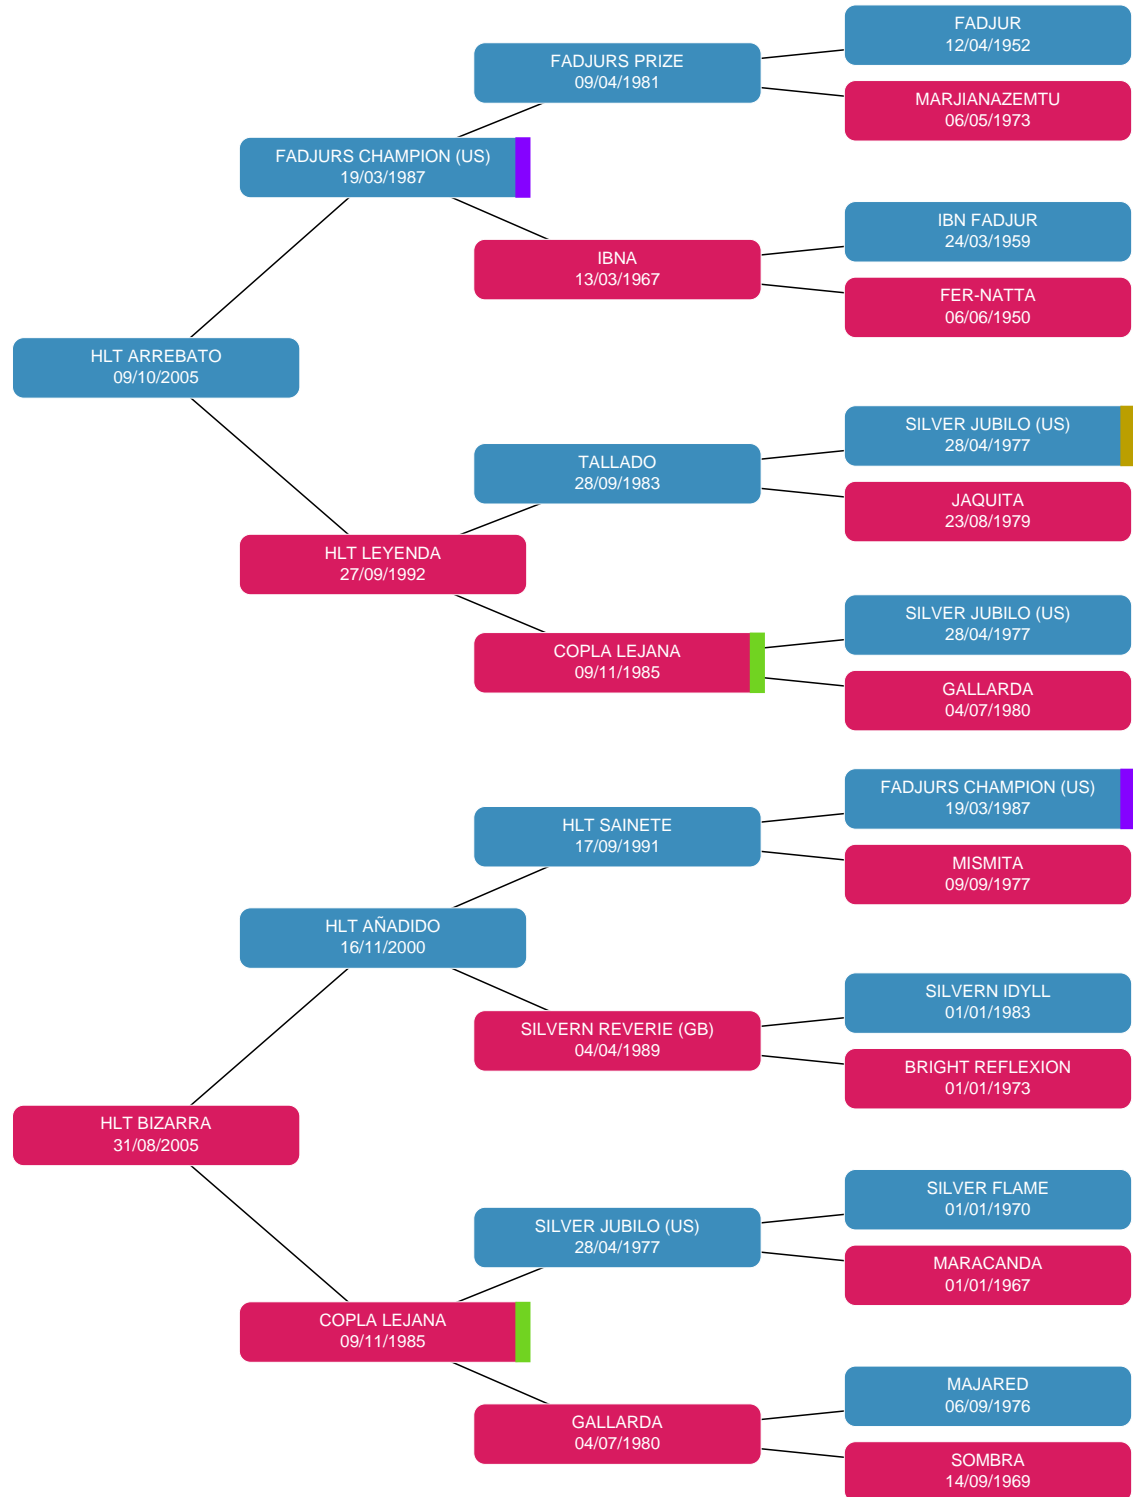 FADJUR
12/04/1952
FADJURS PRIZE
09/04/1981
MARJIANAZEMTU
06/05/1973
FADJURS CHAMPION (US)
19/03/1987
IBN FADJUR
24/03/1959
IBNA
13/03/1967
FER-NATTA
06/06/1950
HLT ARREBATO
09/10/2005
SILVER JUBILO (US)
28/04/1977
TALLADO
28/09/1983
JAQUITA
23/08/1979
HLT LEYENDA
27/09/1992
SILVER JUBILO (US)
28/04/1977
COPLA LEJANA
09/11/1985
GALLARDA
04/07/1980
FADJURS CHAMPION (US)
19/03/1987
HLT SAINETE
17/09/1991
MISMITA
09/09/1977
HLT AÑADIDO
16/11/2000
SILVERN IDYLL
01/01/1983
SILVERN REVERIE (GB)
04/04/1989
BRIGHT REFLEXION
01/01/1973
HLT BIZARRA
31/08/2005
SILVER FLAME
01/01/1970
SILVER JUBILO (US)
28/04/1977
MARACANDA
01/01/1967
COPLA LEJANA
09/11/1985
MAJARED
06/09/1976
GALLARDA
04/07/1980
SOMBRA
14/09/1969